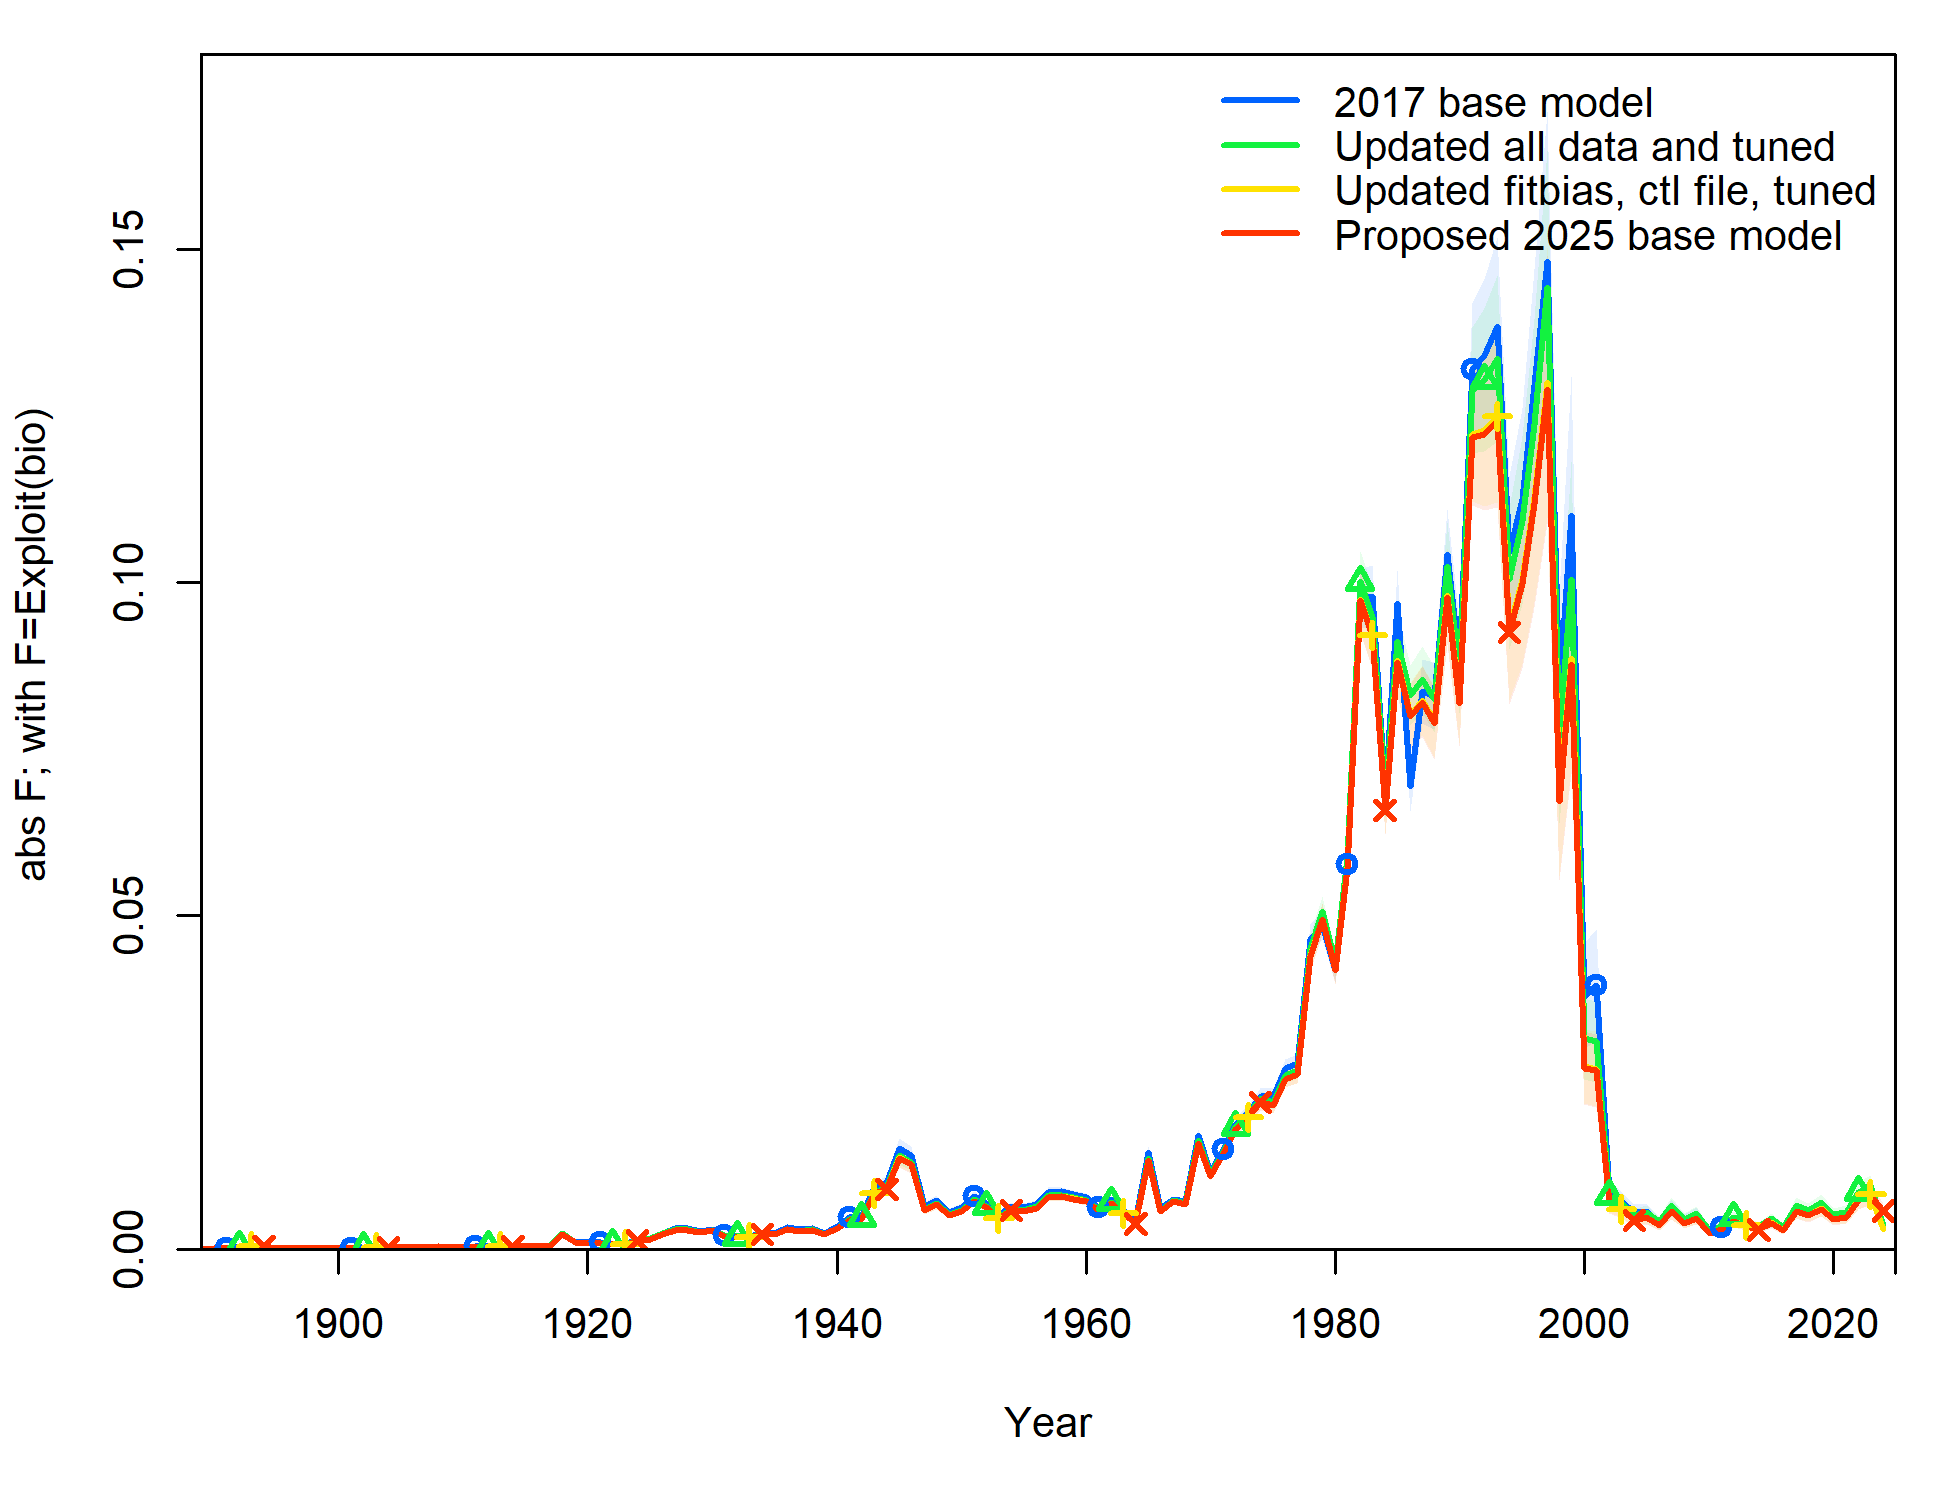 2017 base model
Updated all data and tuned
Updated fitbias, ctl file, tuned
Proposed 2025 base model
abs F; with F=Exploit(bio)
0.15
0.10
0.05
0.00
1900 1920 1940 1960 1980 2000 2020
Year